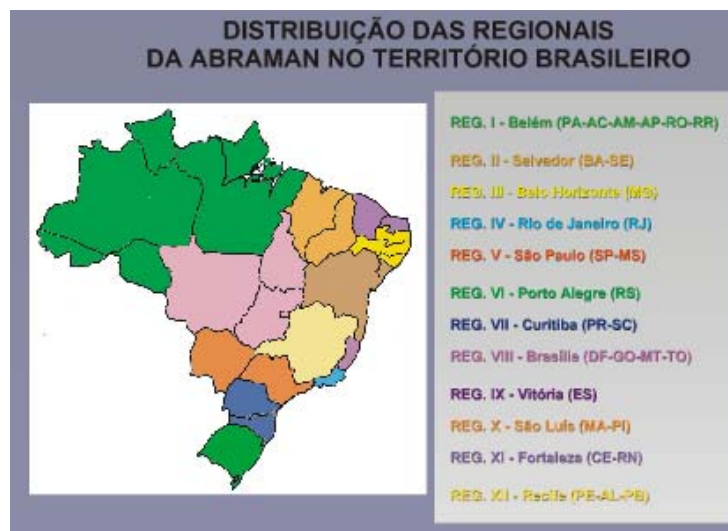 DISTRIBUIÇÃO DAS REGIONAIS
DA ABRAMAN NO TERRITÓRIO BRASILEIRO
REG. I - Belém (PA-AC-AM-AP-RO-RR)
REG. II - Salvador (BA-SE)
REG. III - Belo Horizonte (MG)
REG. IV - Rio de Janeiro (RJ)
REG. V - São Paulo (SP-MS)
REG. VI - Porto Alegre (RS)
REG. VII - Curitiba (PR-SC)
REG. VIII - Brasília (DF-GO-MT-TO)
REG. IX - Vitória (ES)
REG. X - São Luís (MA-PI)
REG. XI - Fortaleza (CE-RN)
REG. XII - Recife (PE-AL-PB)